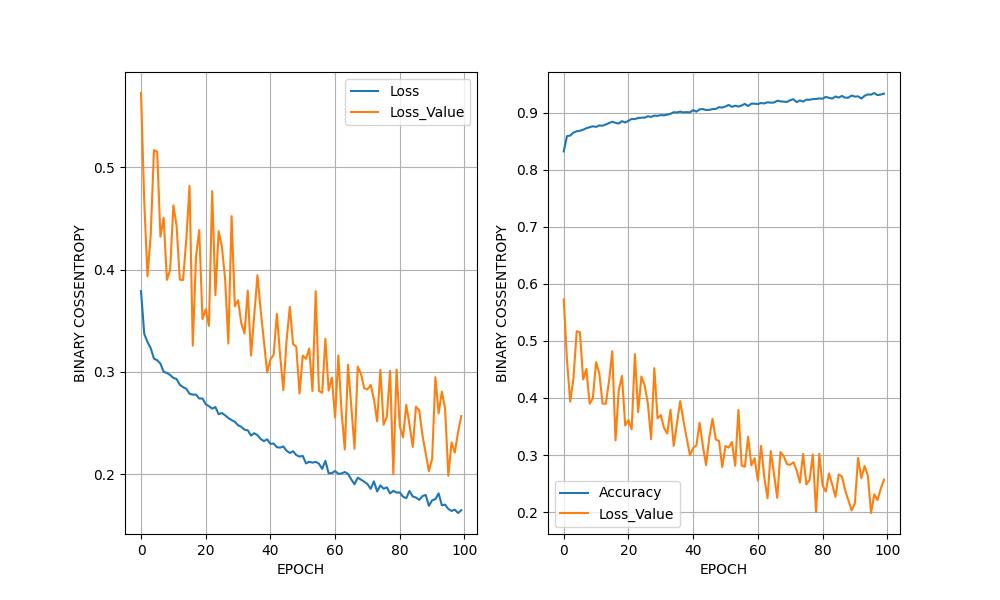 Loss
Loss_Value
0.5
0.4
0.3
0.2
BINARY COSSENTROPY
0 20 40 60 80 100
EPOCH
0.9
0.8
0.7
0.6
0.5
0.4
0.3
0.2
BINARY COSSENTROPY
Accuracy
Loss_Value
0 20 40 60 80 100
EPOCH